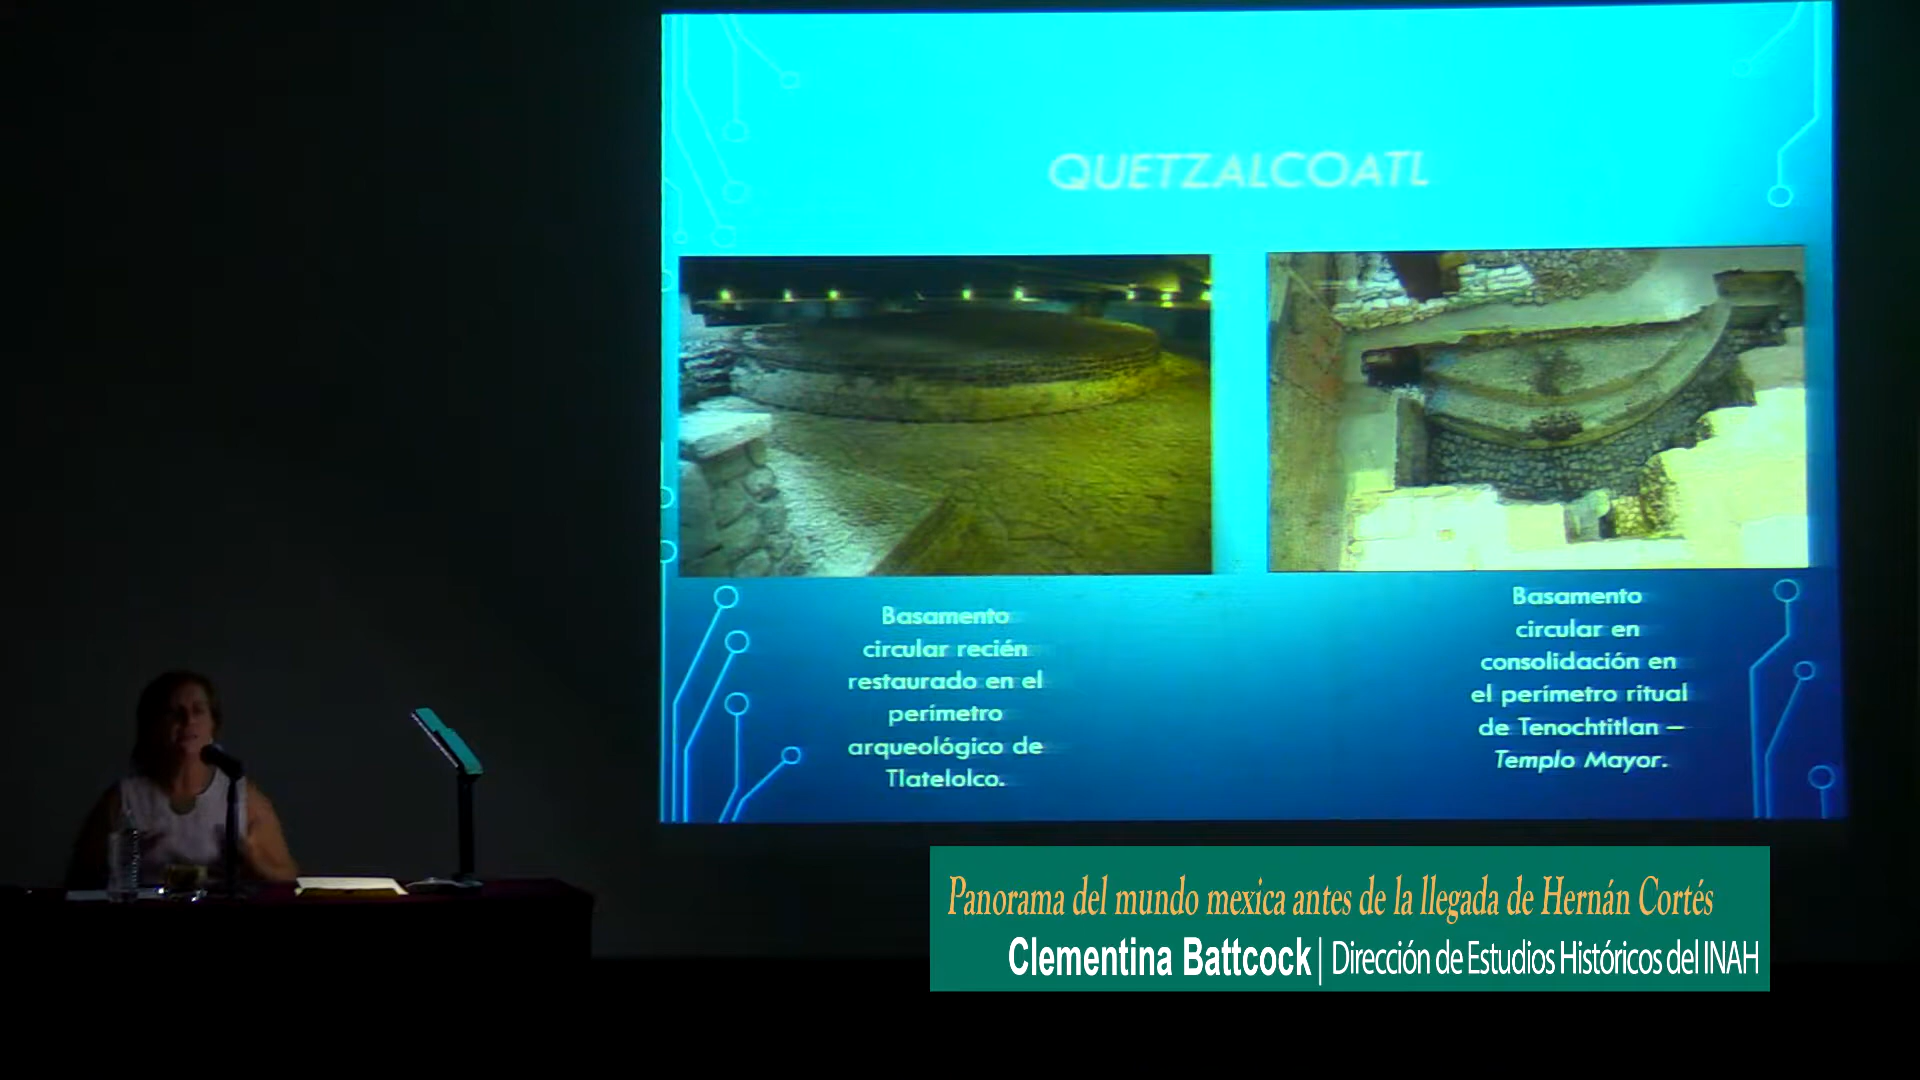 QUETZALCOATL
Basamento
circular recién
restaurado en el
perímetro
arqueológico de
Tlatelolco.
Basamento
circular en
consolidación en
el perímetro ritual
de Tenochtitlan –
Templo Mayor.
Panorama del mundo mexica antes de la llegada de Hernán Cortés
Clementina Battcock | Dirección de Estudios Históricos del INAH